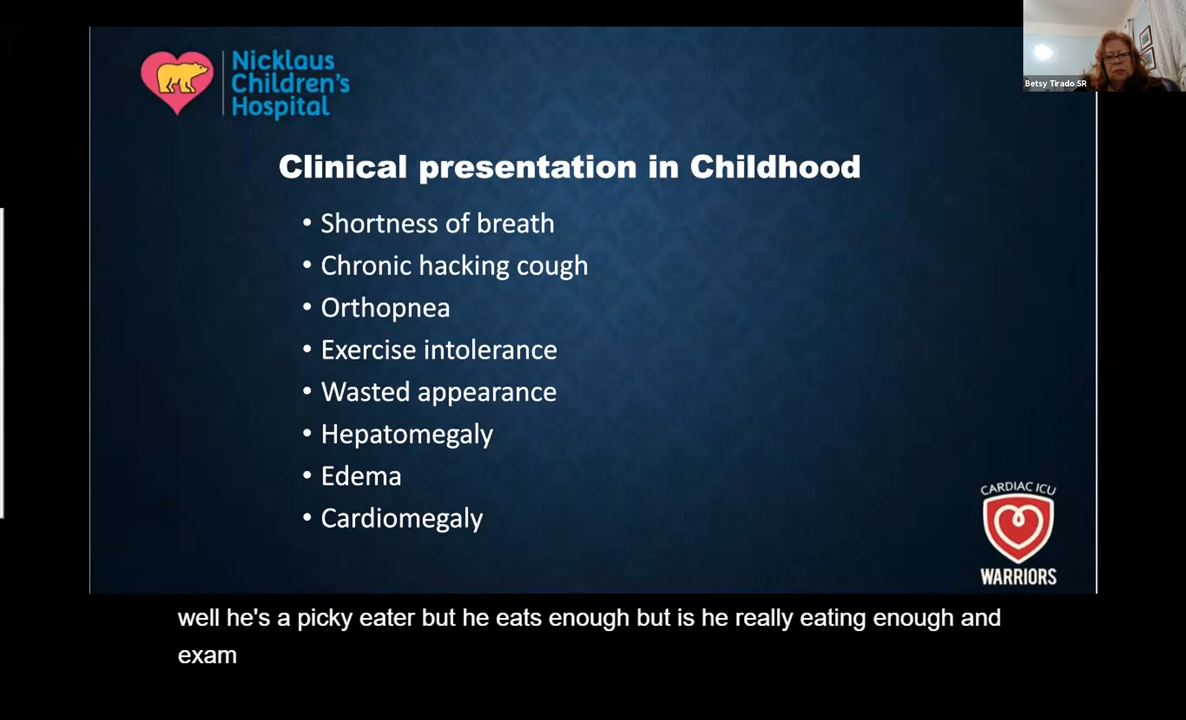 Nicklaus
Children's
Hospital
Betsy Tirado SR
Clinical presentation in Childhood
• Shortness of breath
• Chronic hacking cough
• Orthopnea
• Exercise intolerance
• Wasted appearance
• Hepatomegaly
• Edema
• Cardiomegaly
CARDIAC ICU
WARRIORS
well he's a picky eater but he eats enough but is he really eating enough and
exam